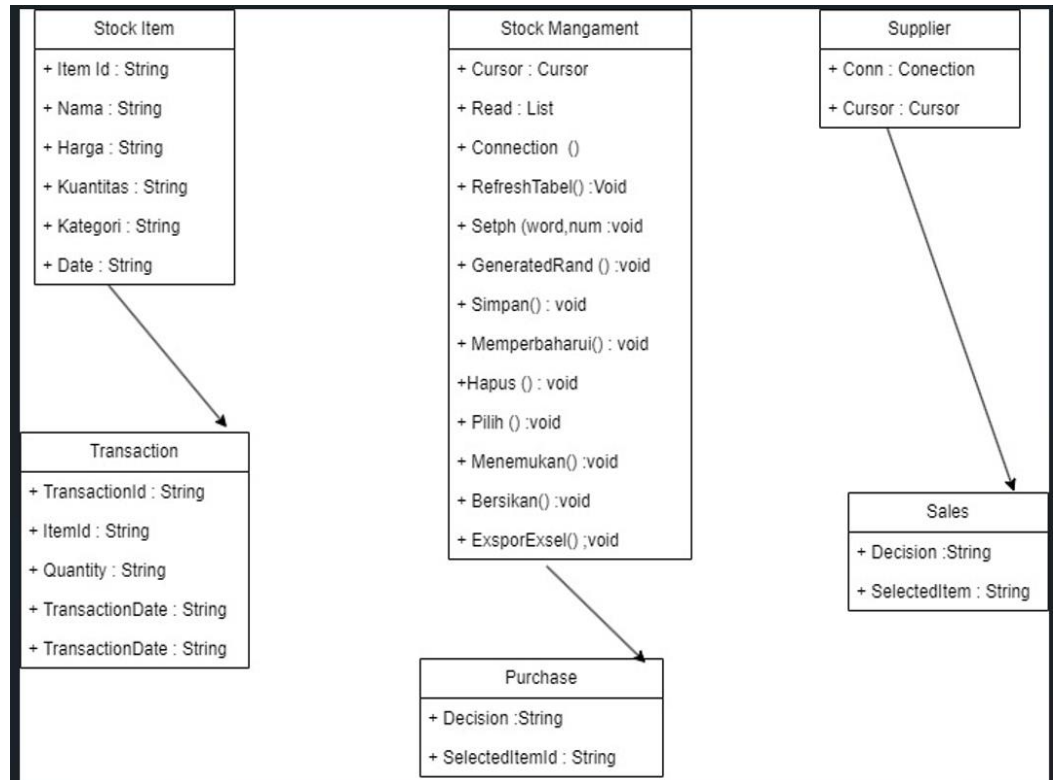 Stock Item
+ Item Id : String
+ Nama : String
+ Harga : String
+ Kuantitas : String
+ Kategori : String
+ Date : String
Transaction
+ TransactionId : String
+ ItemId : String
+ Quantity : String
+ TransactionDate : String
+ TransactionDate : String
Stock Mangament
+ Cursor : Cursor
+ Read : List
+ Connection ()
+ RefreshTabel() :Void
+ Setph (word,num :void
+ GeneratedRand () :void
+ Simpan() : void
+ Memperbaharui() : void
+Hapus () : void
+ Pilih () :void
+ Menemukan() :void
+ Bersikan() :void
+ ExsporExsel() ;void
Purchase
+ Decision :String
+ SelectedItemId : String
Supplier
+ Conn : Conection
+ Cursor : Cursor
Sales
+ Decision :String
+ SelectedItem : String